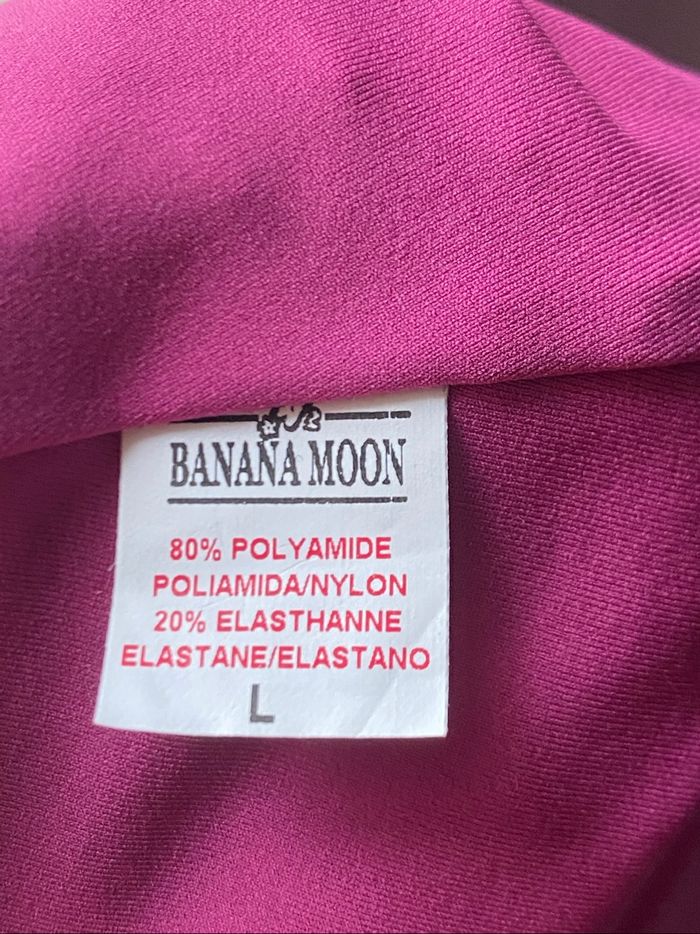 BANANA MOON
80% POLYAMIDE
POLIAMIDA/NYLON
20% ELASTHANNE
ELASTANE/ELASTANO
L